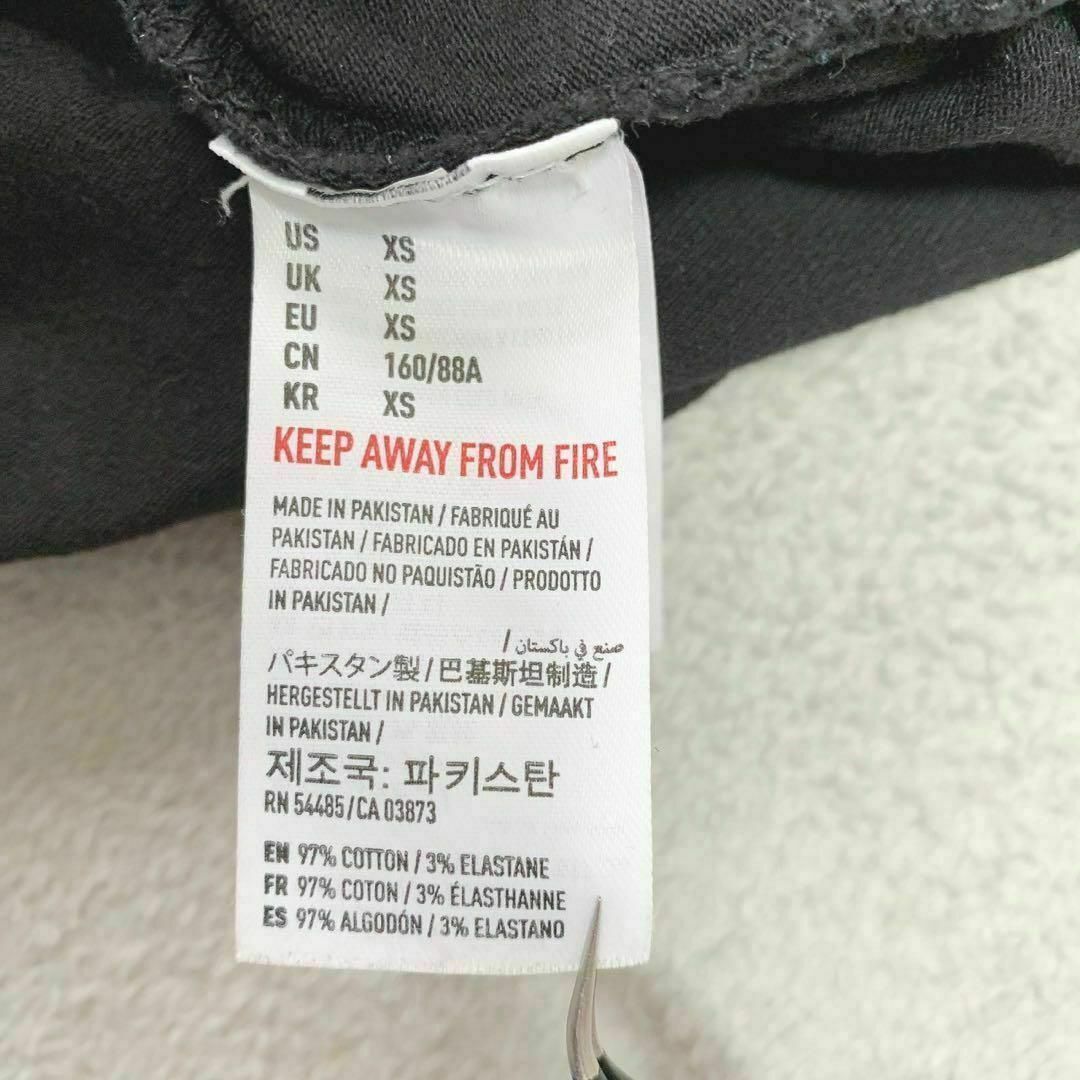 US XS
UK XS
EU XS
CN 160/88A
KR XS
KEEP AWAY FROM FIRE
MADE IN PAKISTAN / FABRIQUÉ AU
PAKISTAN / FABRICADO EN PAKISTÁN /
FABRICADO NO PAQUISTÃO / PRODOTTO
IN PAKISTAN /
صنع في باكستان /
パキスタン製 / 巴基斯坦制造 /
HERGESTELLT IN PAKISTAN / GEMAAKT
IN PAKISTAN /
제조국: 파키스탄
RN 54485 / CA 03873
EN 97% COTTON / 3% ELASTANE
FR 97% COTON / 3% ÉLASTHANNE
ES 97% ALGODÓN / 3% ELASTANO